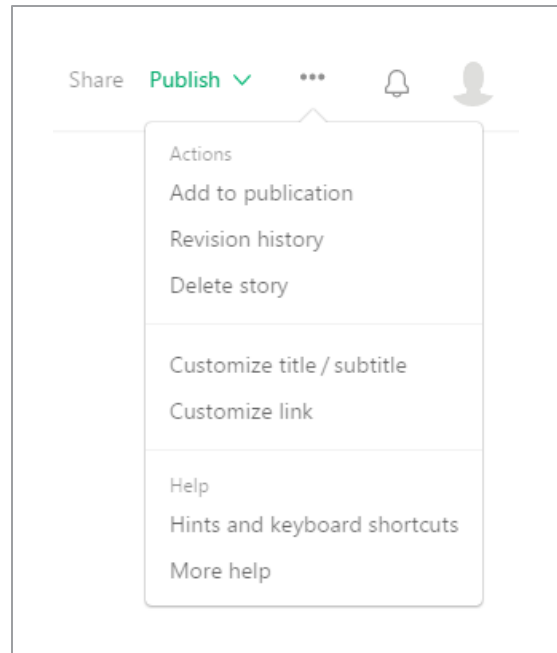 Share Publish
Actions
Add to publication
Revision history
Delete story
Customize title / subtitle
Customize link
Help
Hints and keyboard shortcuts
More help